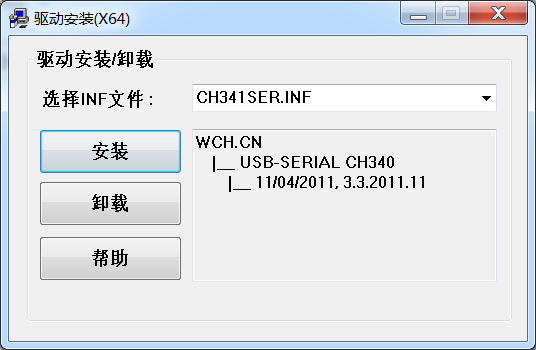 驱动安装(X64)
驱动安装/卸载
选择INF文件: CH341SER.INF
安装
卸载
帮助
WCH.CN
|__ USB-SERIAL CH340
|__ 11/04/2011, 3.3.2011.11